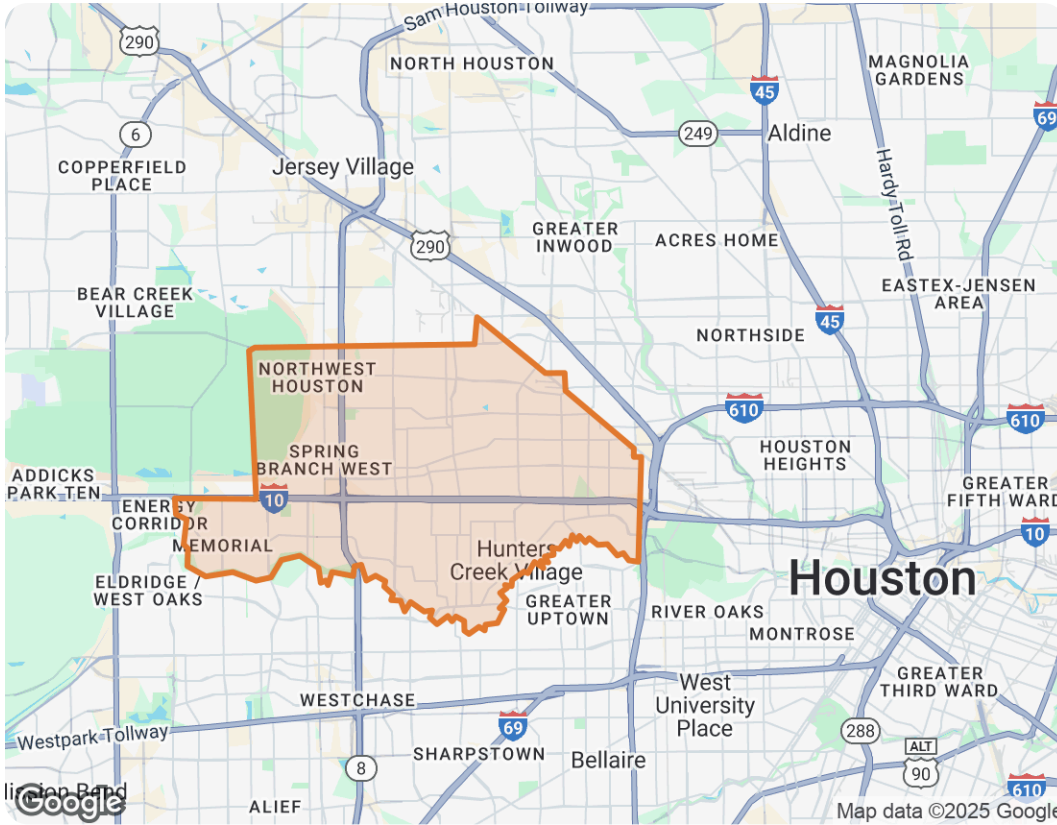 Sam Houston Tollway
290
NORTH HOUSTON
MAGNOLIA
GARDENS
45
69
6
249
Aldine
COPPERFIELD
PLACE
Jersey Village
Hardy Toll Rd
290
GREATER
INWOOD
ACRES HOME
BEAR CREEK
VILLAGE
EASTEX-JENSEN
AREA
45
NORTHSIDE
NORTHWEST
HOUSTON
610
610
HOUSTON
HEIGHTS
SPRING
BRANCH WEST
ADDICKS
PARK TEN
10
GREATER
FIFTH WARD
ENERGY
CORRIDOR
MEMORIAL
10
Hunters
Creek Village
Houston
ELDRIDGE /
WEST OAKS
GREATER
UPTOWN
RIVER OAKS
MONTROSE
WESTCHASE
West
University
Place
GREATER
THIRD WARD
Westpark Tollway
69
288
SHARPSTOWN
Bellaire
ALT
90
8
610
Mission Bend
Google
ALIEF
Map data ©2025 Google